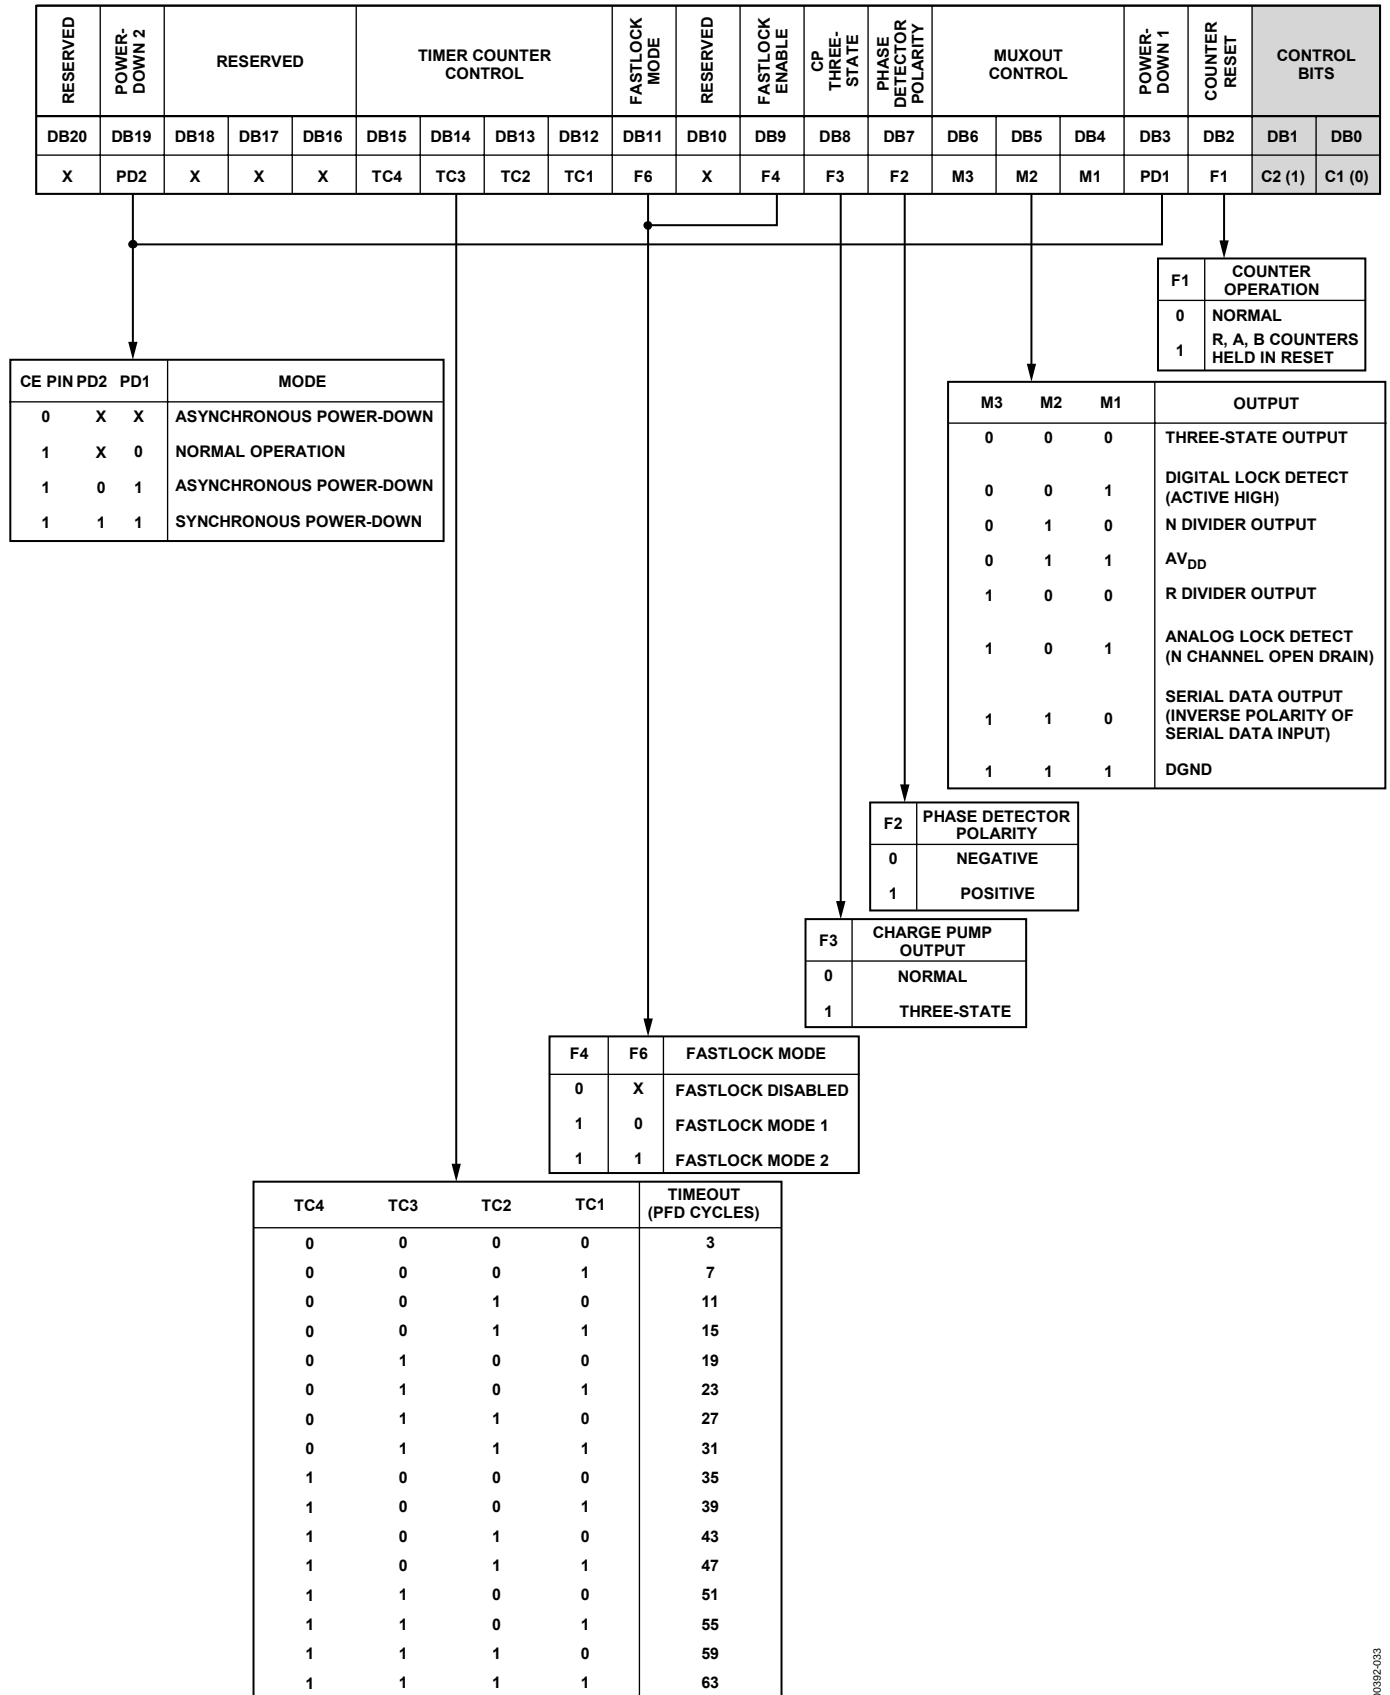 RESERVED
POWER-
DOWN 2
RESERVED
TIMER COUNTER
CONTROL
FASTLOCK
MODE
RESERVED
FASTLOCK
ENABLE
CP
THREE-
STATE
PHASE
DETECTOR
POLARITY
MUXOUT
CONTROL
POWER-
DOWN 1
COUNTER
RESET
CONTROL
BITS
DB20 DB19 DB18 DB17 DB16 DB15 DB14 DB13 DB12 DB11 DB10 DB9 DB8 DB7 DB6 DB5 DB4 DB3 DB2 DB1 DB0
X PD2 X X X TC4 TC3 TC2 TC1 F6 X F4 F3 F2 M3 M2 M1 PD1 F1 C2 (1) C1 (0)
F1 COUNTER
OPERATION
0 NORMAL
1 R, A, B COUNTERS
HELD IN RESET
CE PIN PD2 PD1 MODE
0 X X ASYNCHRONOUS POWER-DOWN
1 X 0 NORMAL OPERATION
1 0 1 ASYNCHRONOUS POWER-DOWN
1 1 1 SYNCHRONOUS POWER-DOWN
M3 M2 M1 OUTPUT
0 0 0 THREE-STATE OUTPUT
0 0 1 DIGITAL LOCK DETECT
(ACTIVE HIGH)
0 1 0 N DIVIDER OUTPUT
0 1 1 AVDD
1 0 0 R DIVIDER OUTPUT
1 0 1 ANALOG LOCK DETECT
(N CHANNEL OPEN DRAIN)
1 1 0 SERIAL DATA OUTPUT
(INVERSE POLARITY OF
SERIAL DATA INPUT)
1 1 1 DGND
F2 PHASE DETECTOR
POLARITY
0 NEGATIVE
1 POSITIVE
F3 CHARGE PUMP
OUTPUT
0 NORMAL
1 THREE-STATE
F4 F6 FASTLOCK MODE
0 X FASTLOCK DISABLED
1 0 FASTLOCK MODE 1
1 1 FASTLOCK MODE 2
TC4 TC3 TC2 TC1 TIMEOUT
(PFD CYCLES)
0 0 0 0 3
0 0 0 1 7
0 0 1 0 11
0 0 1 1 15
0 1 0 0 19
0 1 0 1 23
0 1 1 0 27
0 1 1 1 31
1 0 0 0 35
1 0 0 1 39
1 0 1 0 43
1 0 1 1 47
1 1 0 0 51
1 1 0 1 55
1 1 1 0 59
1 1 1 1 63